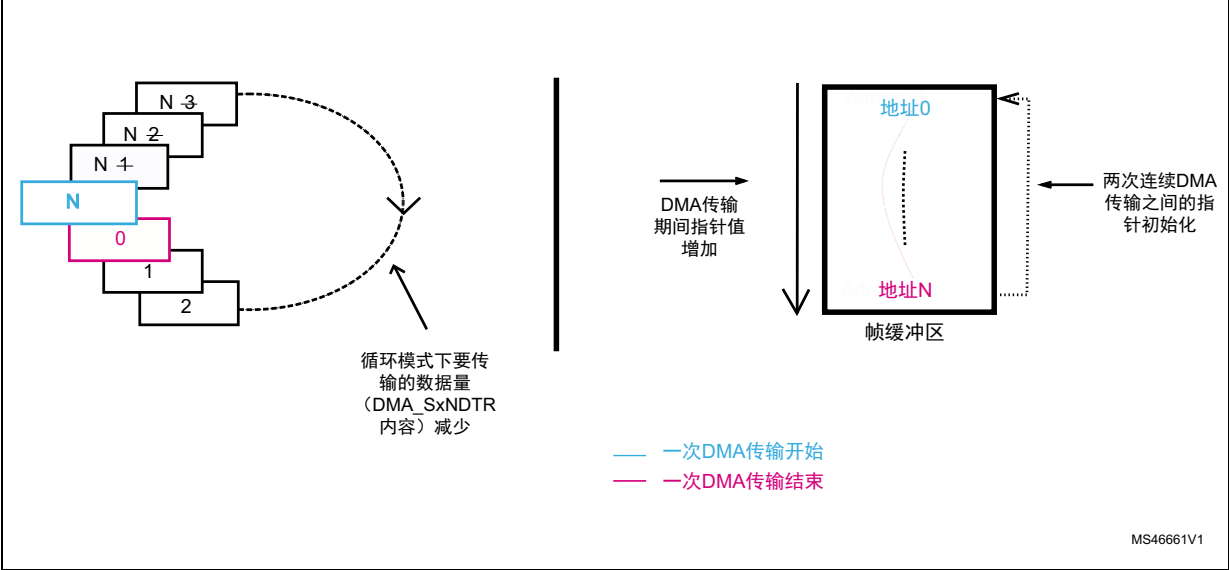 N -3
N -2
N -1
N
0
1
2
循环模式下要传
输的数据量
（DMA_SxNDTR
内容）减少
DMA传输
期间指针值
增加
地址0
地址N
帧缓冲区
两次连续DMA
传输之间的指
针初始化
一次DMA传输开始
一次DMA传输结束
MS46661V1